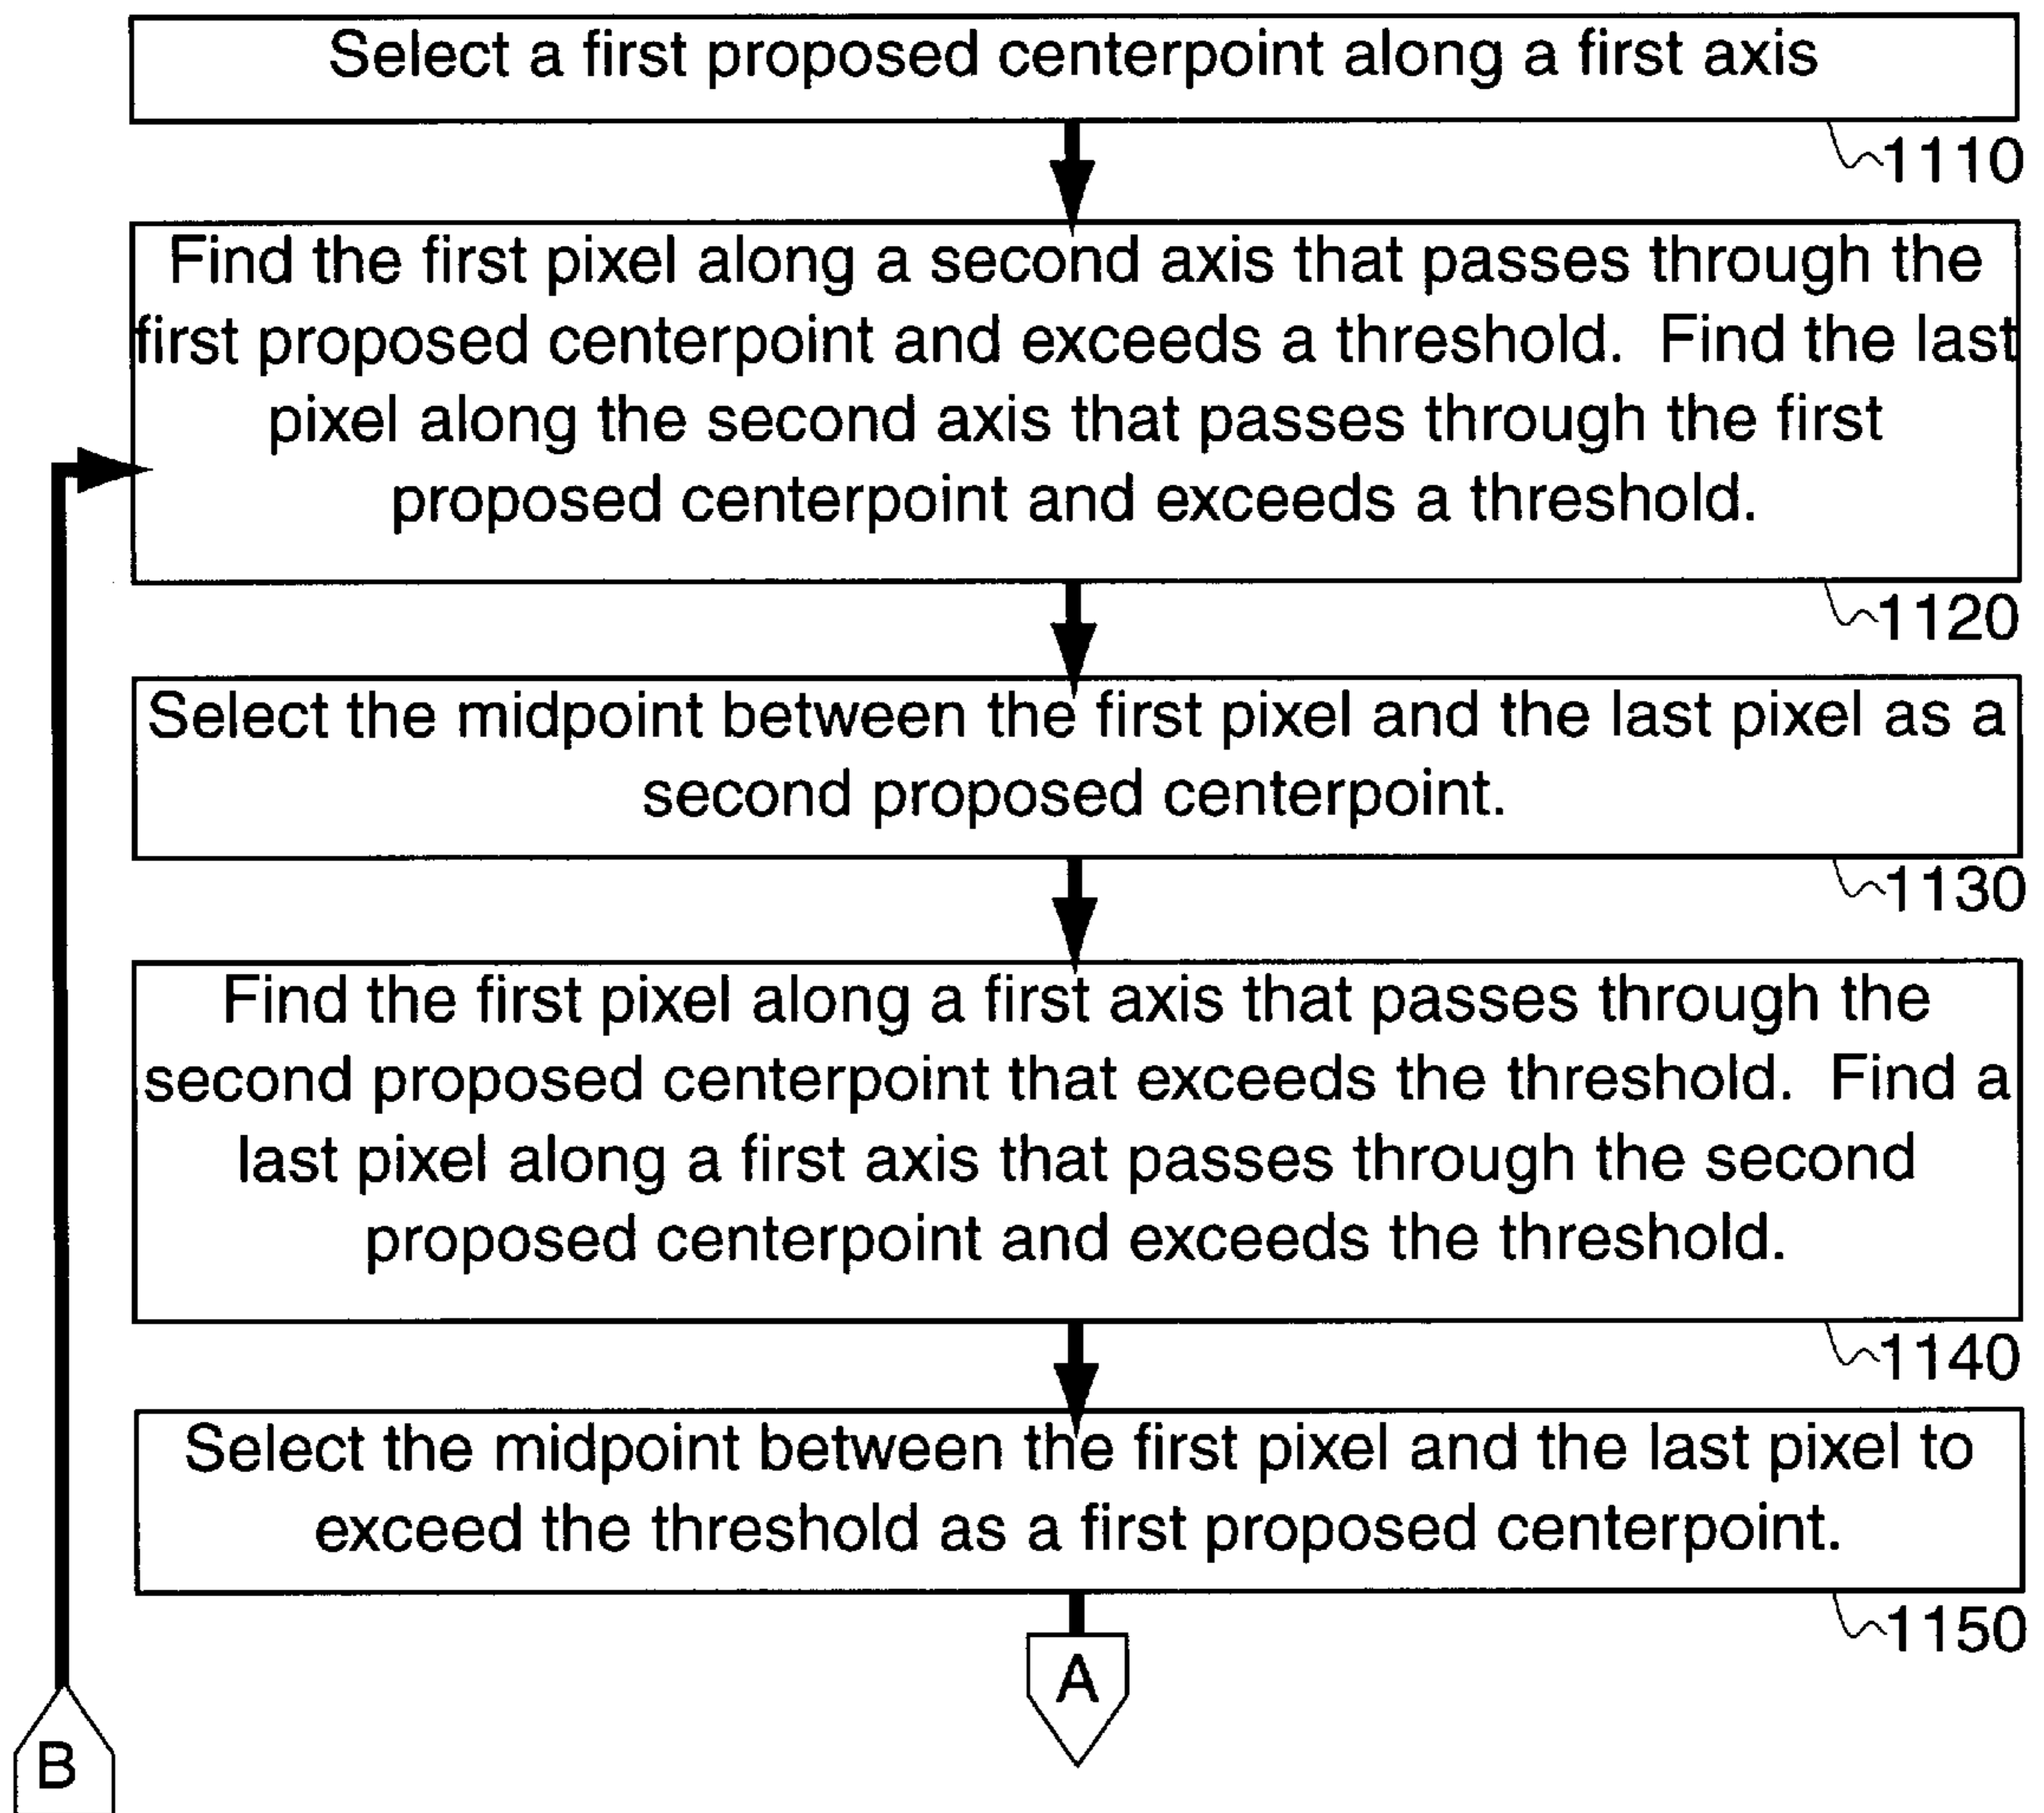 Select a first proposed centerpoint along a first axis
1110
Find the first pixel along a second axis that passes through the
first proposed centerpoint and exceeds a threshold.  Find the last
pixel along the second axis that passes through the first
proposed centerpoint and exceeds a threshold.
1120
Select the midpoint between the first pixel and the last pixel as a
second proposed centerpoint.
1130
Find the first pixel along a first axis that passes through the
second proposed centerpoint that exceeds the threshold.  Find a
last pixel along a first axis that passes through the second
proposed centerpoint and exceeds the threshold.
1140
Select the midpoint between the first pixel and the last pixel to
exceed the threshold as a first proposed centerpoint.
1150
A
B